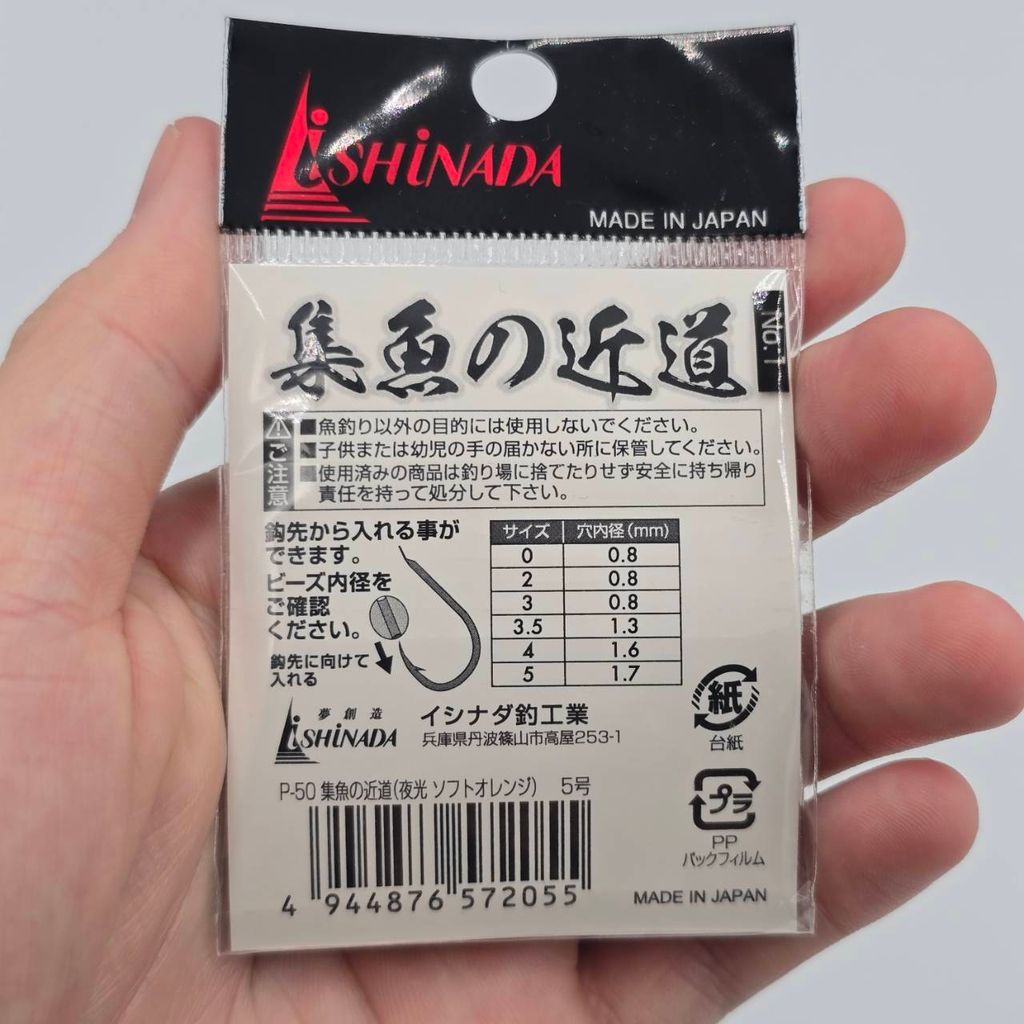 iSHiNADA
MADE IN JAPAN
集魚の近道
No.1
⚠ご注意
■魚釣り以外の目的には使用しないでください。
■子供または幼児の手の届かない所に保管してください。
■使用済みの商品は釣り場に捨てたりせず安全に持ち帰り
責任を持って処分して下さい。
鈎先から入れる事が
できます。
ビーズ内径を
ご確認
ください。
鈎先に向けて
入れる
サイズ 穴内径(mm)
0 0.8
2 0.8
3 0.8
3.5 1.3
4 1.6
5 1.7
夢創造
iSHiNADA
イシナダ釣工業
兵庫県丹波篠山市高屋253-1
紙
台紙
P-50 集魚の近道(夜光 ソフトオレンジ) 5号
4 944876 572055
プラ
PP
パックフィルム
MADE IN JAPAN